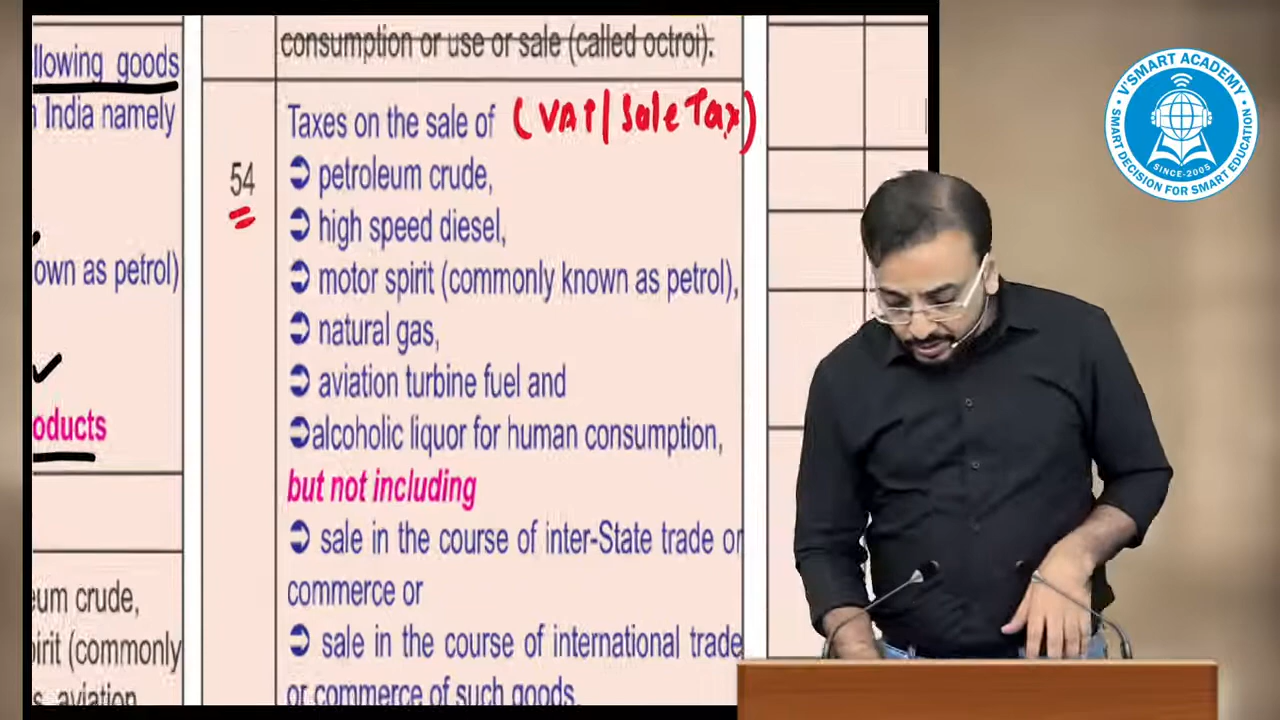 llowing goods
India namely
own as petrol)
oducts
eum crude,
pirit (commonly
aviation
consumption or use or sale (called octroi).
54
Taxes on the sale of (VAT/Sale Tax)
➲ petroleum crude,
➲ high speed diesel,
➲ motor spirit (commonly known as petrol),
➲ natural gas,
➲ aviation turbine fuel and
➲alcoholic liquor for human consumption,
but not including
➲ sale in the course of inter-State trade or
commerce or
➲ sale in the course of international trade
or commerce of such goods.
V'SMART ACADEMY
SINCE-2005
SMART DECISION FOR SMART EDUCATION